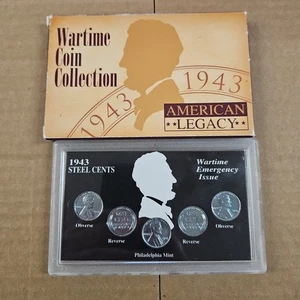 Wartime
Coin
Collection
1943
1943
AMERICAN
LEGACY
1943
STEEL CENTS
Wartime
Emergency
Issue
Obverse
Reverse
Reverse
Obverse
Philadelphia Mint